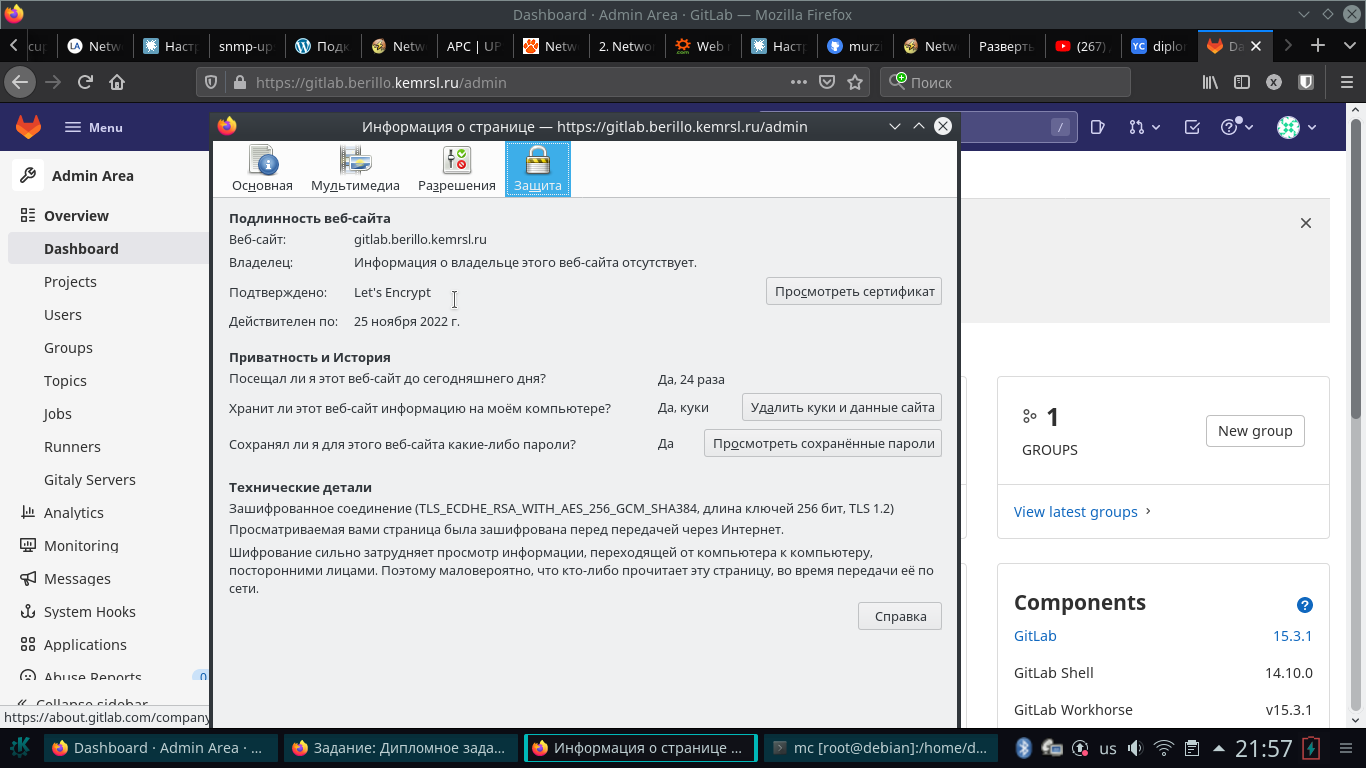 Dashboard · Admin Area · GitLab — Mozilla Firefox
Netw
Настр
snmp-up
Подк.
Netw
APC | UP
Netw
2. Netwo
Web
Настр
murzi
Netw
Разверть
(267)
diplo
Da
https://gitlab.berillo.kemrsl.ru/admin
Поиск
Menu
/
Информация о странице — https://gitlab.berillo.kemrsl.ru/admin
Основная
Мультимедиа
Разрешения
Защита
Admin Area
Overview
Dashboard
Projects
Users
Groups
Topics
Jobs
Runners
Gitaly Servers
Analytics
Monitoring
Messages
System Hooks
Applications
Abuse Reports 0
Collapse sidebar
https://about.gitlab.com/company
Подлинность веб-сайта
Веб-сайт: gitlab.berillo.kemrsl.ru
Владелец: Информация о владельце этого веб-сайта отсутствует.
Подтверждено: Let's Encrypt
Просмотреть сертификат
Действителен по: 25 ноября 2022 г.
Приватность и История
Посещал ли я этот веб-сайт до сегодняшнего дня? Да, 24 раза
Хранит ли этот веб-сайт информацию на моём компьютере? Да, куки
Удалить куки и данные сайта
Сохранял ли я для этого веб-сайта какие-либо пароли? Да
Просмотреть сохранённые пароли
Технические детали
Зашифрованное соединение (TLS_ECDHE_RSA_WITH_AES_256_GCM_SHA384, длина ключей 256 бит, TLS 1.2)
Просматриваемая вами страница была зашифрована перед передачей через Интернет.
Шифрование сильно затрудняет просмотр информации, переходящей от компьютера к компьютеру,
посторонними лицами. Поэтому маловероятно, что кто-либо прочитает эту страницу, во время передачи её по
сети.
Справка
1
GROUPS
New group
View latest groups
Components
GitLab 15.3.1
GitLab Shell 14.10.0
GitLab Workhorse v15.3.1
Dashboard · Admin Area · ...
Задание: Дипломное зада...
Информация о странице ...
mc [root@debian]:/home/d...
us
21:57